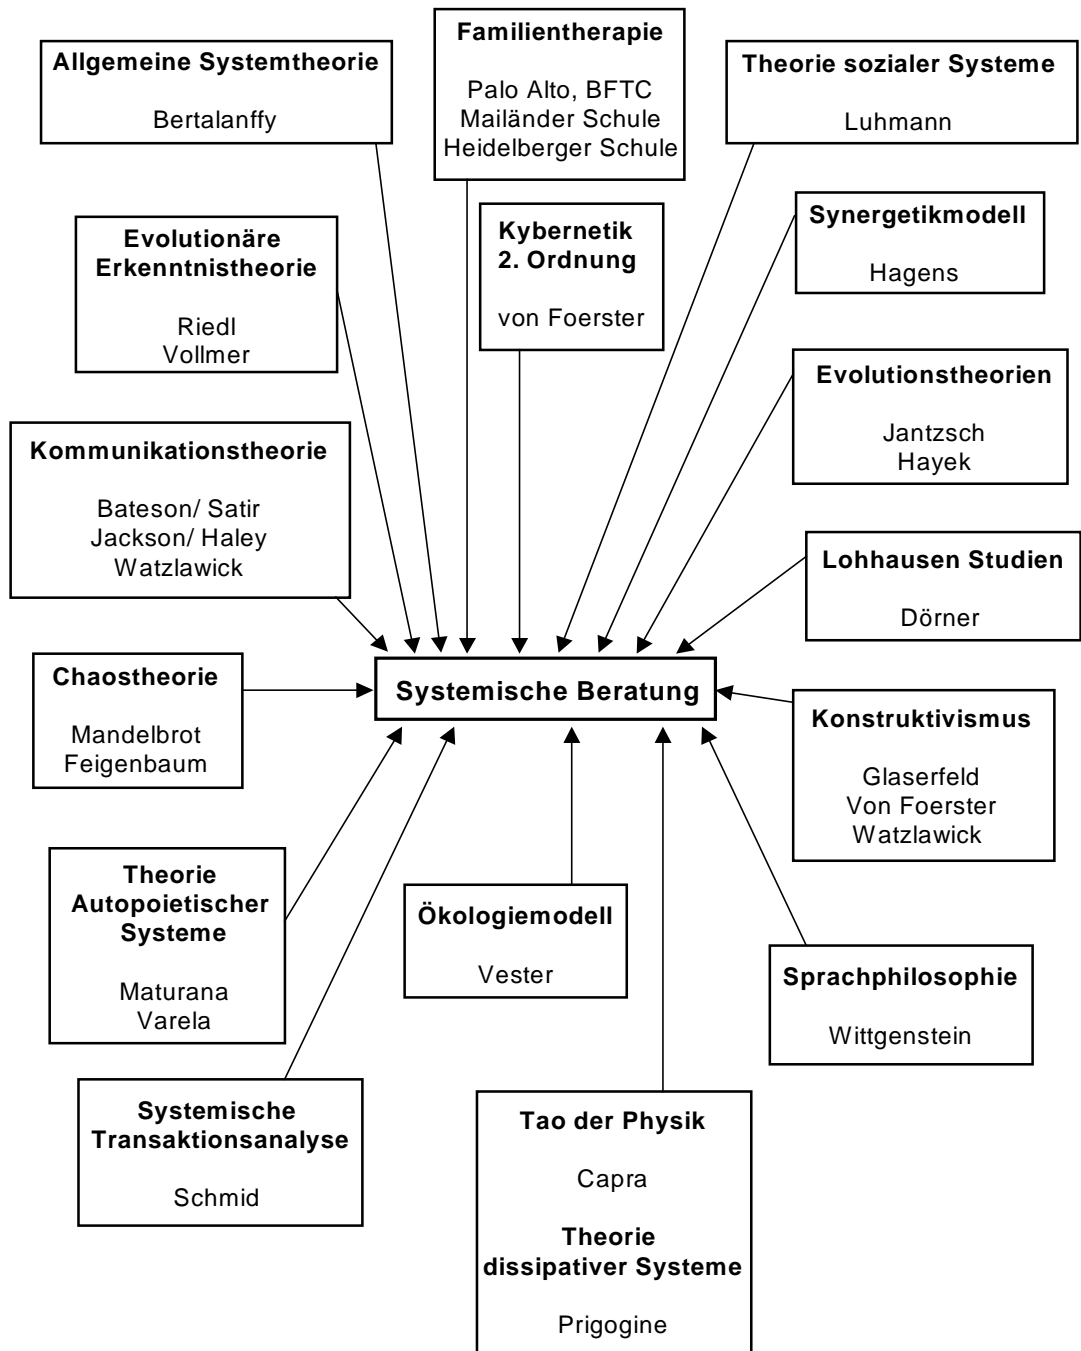 Allgemeine Systemtheorie
Bertalanffy
Familientherapie
Palo Alto, BFTC
Mailänder Schule
Heidelberger Schule
Theorie sozialer Systeme
Luhmann
Evolutionäre
Erkenntnistheorie
Riedl
Vollmer
Kybernetik
2. Ordnung
von Foerster
Synergetikmodell
Hagens
Evolutionstheorien
Jantzsch
Hayek
Kommunikationstheorie
Bateson/ Satir
Jackson/ Haley
Watzlawick
Lohhausen Studien
Dörner
Chaostheorie
Mandelbrot
Feigenbaum
Systemische Beratung
Konstruktivismus
Glaserfeld
Von Foerster
Watzlawick
Theorie
Autopoietischer
Systeme
Maturana
Varela
Ökologiemodell
Vester
Sprachphilosophie
Wittgenstein
Systemische
Transaktionsanalyse
Schmid
Tao der Physik
Capra
Theorie
dissipativer Systeme
Prigogine